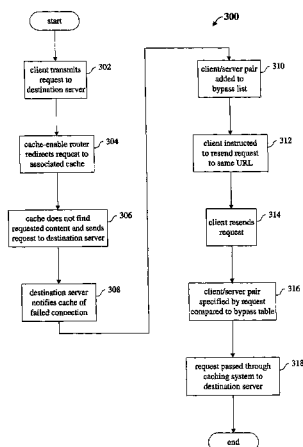 300
start
client transmits
request to
destination server
302
cache-enable router
redirects request to
associated cache
304
cache does not find
requested content and sends
request to destination server
306
destination server
notifies cache of
failed connection
308
client/server pair
added to
bypass list
310
client instructed
to resend request
to same URL
312
client resends
request
314
client/server pair
specified by request
compared to bypass table
316
request passed through
caching system to
destination server
318
end